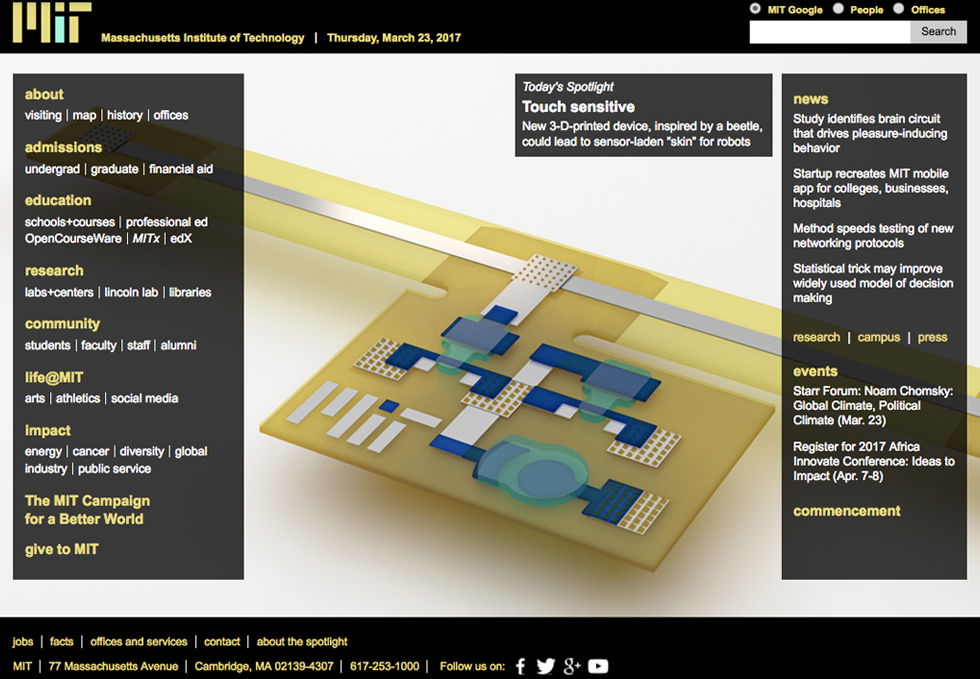 MIT
Massachusetts Institute of Technology | Thursday, March 23, 2017
MIT Google People Offices
Search
about
visiting | map | history | offices
admissions
undergrad | graduate | financial aid
education
schools+courses | professional ed
OpenCourseWare | MITx | edX
research
labs+centers | lincoln lab | libraries
community
students | faculty | staff | alumni
life@MIT
arts | athletics | social media
impact
energy | cancer | diversity | global
industry | public service
The MIT Campaign
for a Better World
give to MIT
Today's Spotlight
Touch sensitive
New 3-D-printed device, inspired by a beetle,
could lead to sensor-laden “skin” for robots
MIT
news
Study identifies brain circuit
that drives pleasure-inducing
behavior
Startup recreates MIT mobile
app for colleges, businesses,
hospitals
Method speeds testing of new
networking protocols
Statistical trick may improve
widely used model of decision
making
research | campus | press
events
Starr Forum: Noam Chomsky:
Global Climate, Political
Climate (Mar. 23)
Register for 2017 Africa
Innovate Conference: Ideas to
Impact (Apr. 7-8)
commencement
jobs | facts | offices and services | contact | about the spotlight
MIT | 77 Massachusetts Avenue | Cambridge, MA 02139-4307 | 617-253-1000 | Follow us on: